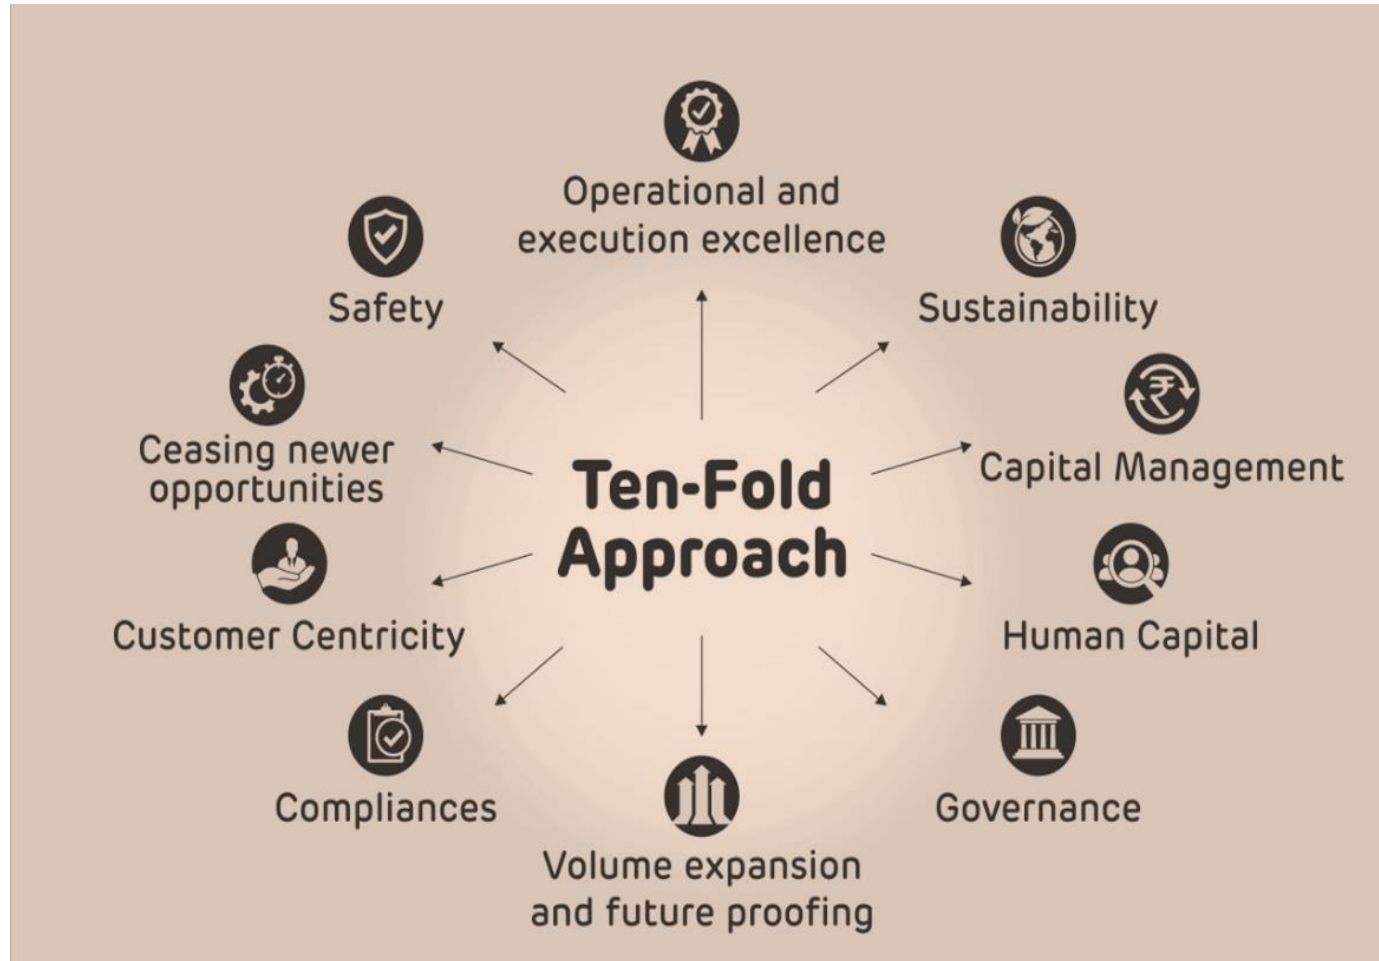 Operational and
execution excellence
Safety
Sustainability
Ceasing newer
opportunities
Capital Management
Ten-Fold
Approach
Customer Centricity
Human Capital
Compliances
Governance
Volume expansion
and future proofing